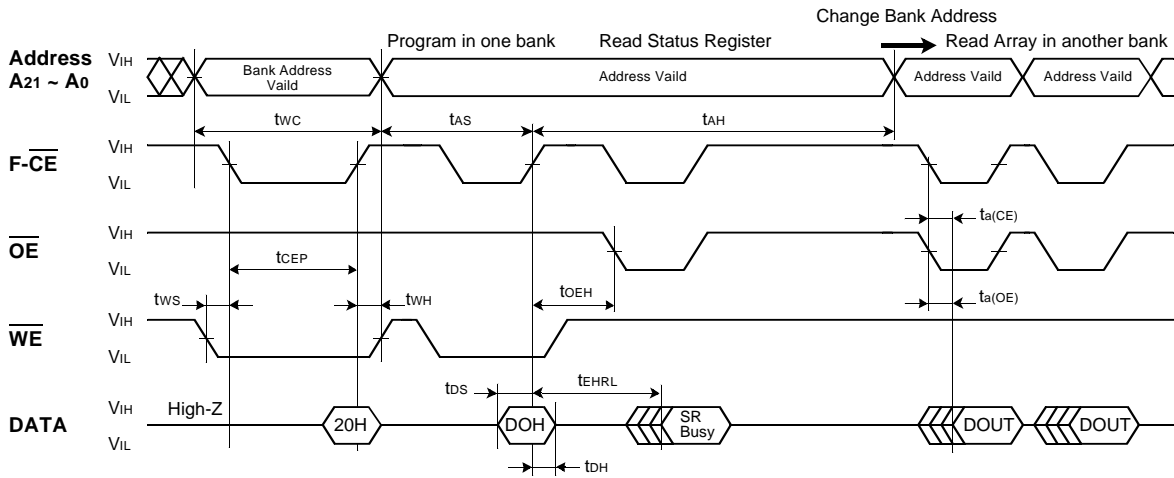 Change Bank Address
Program in one bank Read Status Register Read Array in another bank
Address
A21 ~ A0
VIH
VIL
Bank Address
Vaild
Address Vaild
Address Vaild
Address Vaild
tWC
tAS
tAH
F-CE
VIH
VIL
ta(CE)
OE
VIH
VIL
tCEP
tOEH
ta(OE)
tWS
tWH
WE
VIH
VIL
tDS
tEHRL
DATA
VIH
VIL
High-Z
20H
DOH
SR
Busy
DOUT
DOUT
tDH